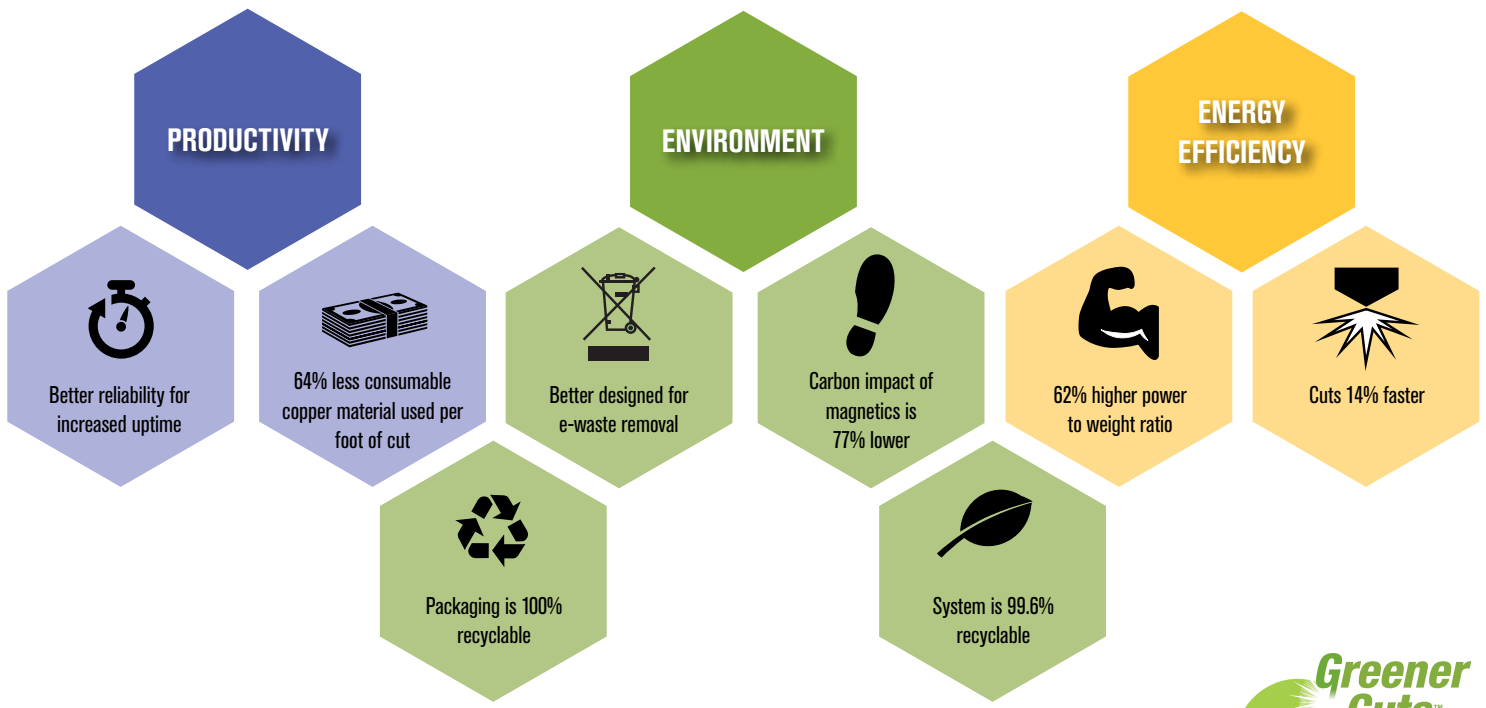 PRODUCTIVITY
Better reliability for
increased uptime
64% less consumable
copper material used per
foot of cut
ENVIRONMENT
Better designed for
e-waste removal
Carbon impact of
magnetics is
77% lower
Packaging is 100%
recyclable
System is 99.6%
recyclable
ENERGY
EFFICIENCY
62% higher power
to weight ratio
Cuts 14% faster
Greener
Cuts™